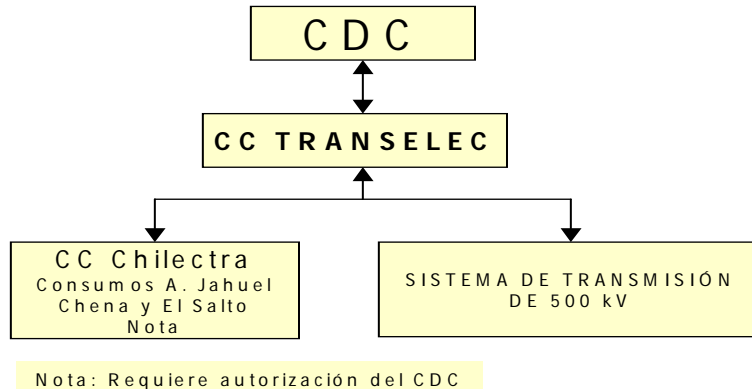 CDC
CC TRANSELEC
CC Chilectra
Consumos A. Jahuel
Chena y El Salto
Nota
SISTEMA DE TRANSMISIÓN
DE 500 kV
Nota: Requiere autorización del CDC